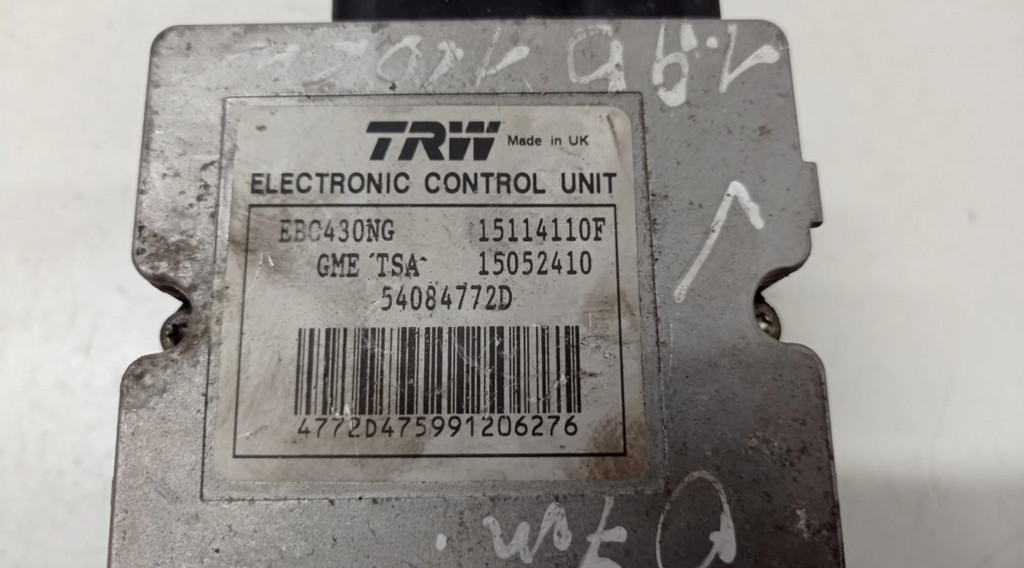 TRW Made in UK
ELECTRONIC CONTROL UNIT
EBC430NG 15114110F
GME TSA 15052410
54084772D
4772D475991206276